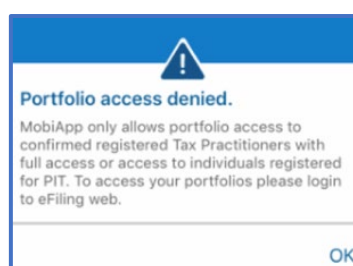 Portfolio access denied.
MobiApp only allows portfolio access to
confirmed registered Tax Practitioners with
full access or access to individuals registered
for PIT. To access your portfolios please login
to eFiling web.
OK